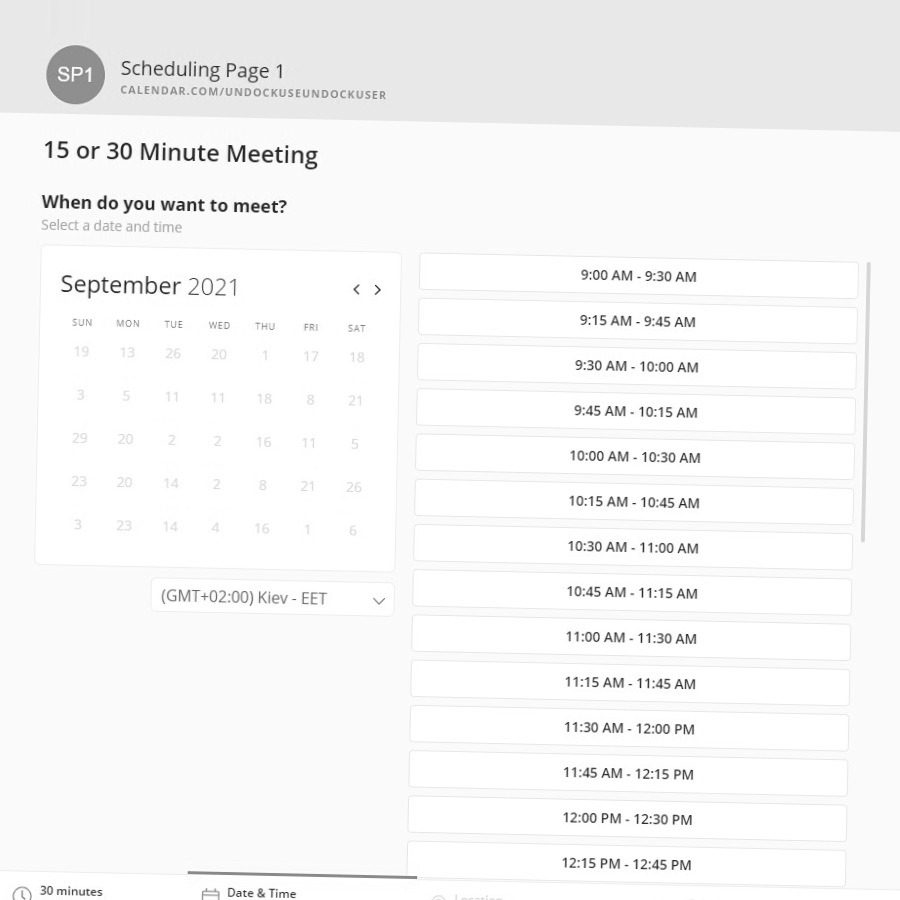 SP1
Scheduling Page 1
CALENDAR.COM/UNDOCKUSEUNDOCKUSER
15 or 30 Minute Meeting
When do you want to meet?
Select a date and time
September 2021
SUN MON TUE WED THU FRI SAT
19 13 26 20 1 17 18
3 5 11 11 18 8 21
29 20 2 2 16 11 5
23 20 14 2 8 21 26
3 23 14 4 16 1 6
(GMT+02:00) Kiev - EET
9:00 AM - 9:30 AM
9:15 AM - 9:45 AM
9:30 AM - 10:00 AM
9:45 AM - 10:15 AM
10:00 AM - 10:30 AM
10:15 AM - 10:45 AM
10:30 AM - 11:00 AM
10:45 AM - 11:15 AM
11:00 AM - 11:30 AM
11:15 AM - 11:45 AM
11:30 AM - 12:00 PM
11:45 AM - 12:15 PM
12:00 PM - 12:30 PM
12:15 PM - 12:45 PM
30 minutes
Date & Time
Location